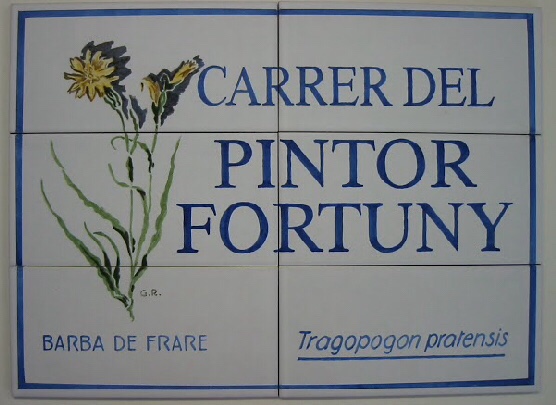 CARRER DEL
PINTOR
FORTUNY
G.R.
BARBA DE FRARE
Tragopogon pratensis